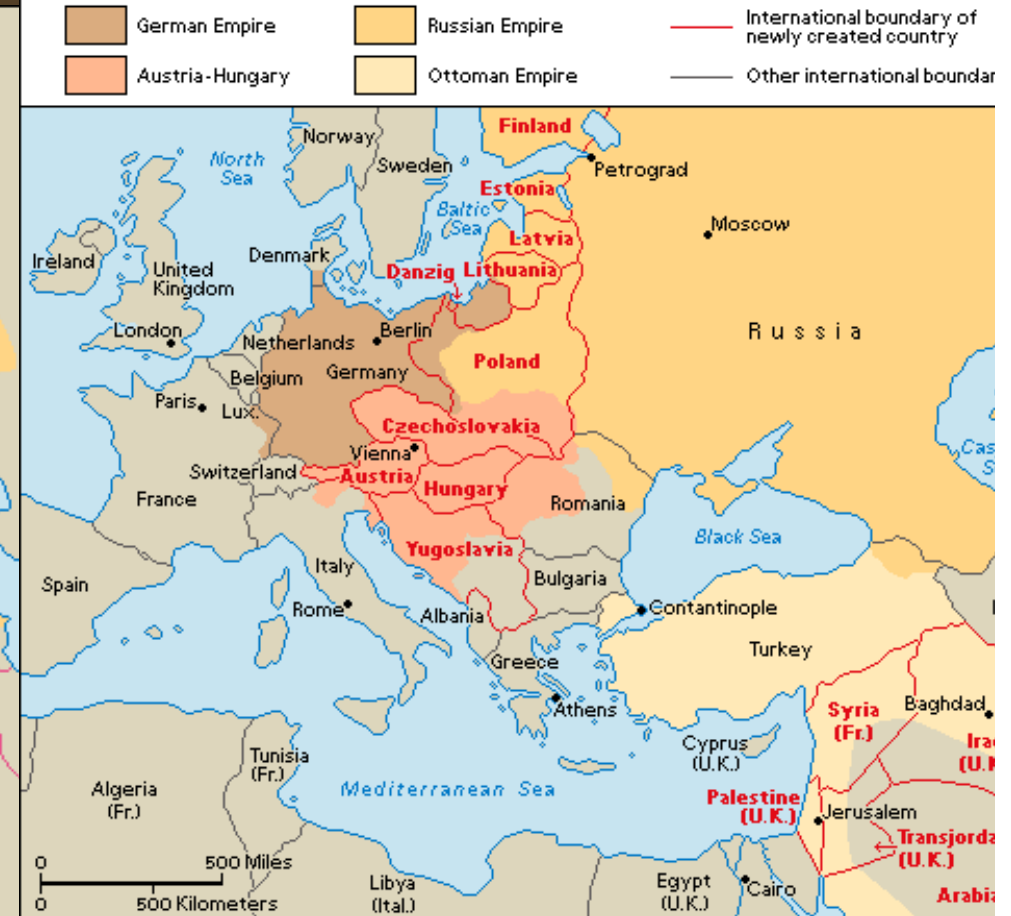 German Empire
Russian Empire
International boundary of
newly created country
Austria-Hungary
Ottoman Empire
Other international boundar
Norway
Finland
North
Sea
Sweden
Petrograd
Estonia
Baltic
Sea
Moscow
Latvia
Ireland
Denmark
United
Kingdom
Danzig
Lithuania
London
Berlin
Netherlands
Russia
Germany
Poland
Belgium
Paris
Lux.
Czechoslovakia
Vienna
Cas
S
Switzerland
Austria
Hungary
France
Romania
Black Sea
Yugoslavia
Italy
Spain
Bulgaria
Rome
Albania
Contantinople
Turkey
Greece
Athens
Syria
(Fr.)
Baghdad
Cyprus
(U.K.)
Ira
(U.K
Tunisia
(Fr.)
Algeria
(Fr.)
Mediterranean Sea
Palestine
(U.K.)
Jerusalem
Transjorda
(U.K.)
0
500 Miles
0
500 Kilometers
Libya
(Ital.)
Egypt
(U.K.)
Cairo
Arabia